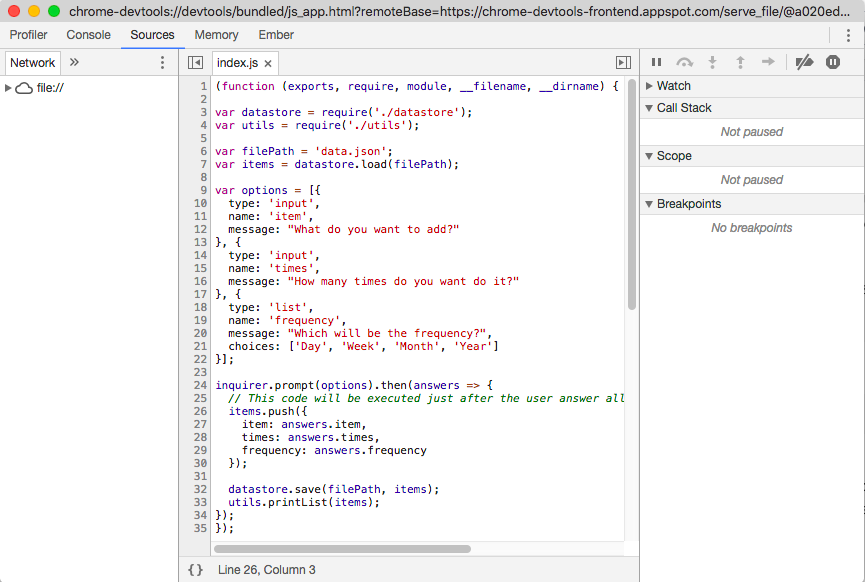 chrome-devtools://devtools/bundled/js_app.html?remoteBase=https://chrome-devtools-frontend.appspot.com/serve_file/@a020ed...
Profiler Console Sources Memory Ember
Network »
index.js ×
file://
1 (function (exports, require, module, __filename, __dirname) {
2
3 var datastore = require('./datastore');
4 var utils = require('./utils');
5
6 var filePath = 'data.json';
7 var items = datastore.load(filePath);
8
9 var options = [{
10   type: 'input',
11   name: 'item',
12   message: "What do you want to add?"
13 }, {
14   type: 'input',
15   name: 'times',
16   message: "How many times do you want do it?"
17 }, {
18   type: 'list',
19   name: 'frequency',
20   message: "Which will be the frequency?",
21   choices: ['Day', 'Week', 'Month', 'Year']
22 }];
23
24 inquirer.prompt(options).then(answers => {
25   // This code will be executed just after the user answer all
26   items.push({
27     item: answers.item,
28     times: answers.times,
29     frequency: answers.frequency
30   });
31
32   datastore.save(filePath, items);
33   utils.printList(items);
34 });
35 });
{ } Line 26, Column 3
Watch
Call Stack
Not paused
Scope
Not paused
Breakpoints
No breakpoints